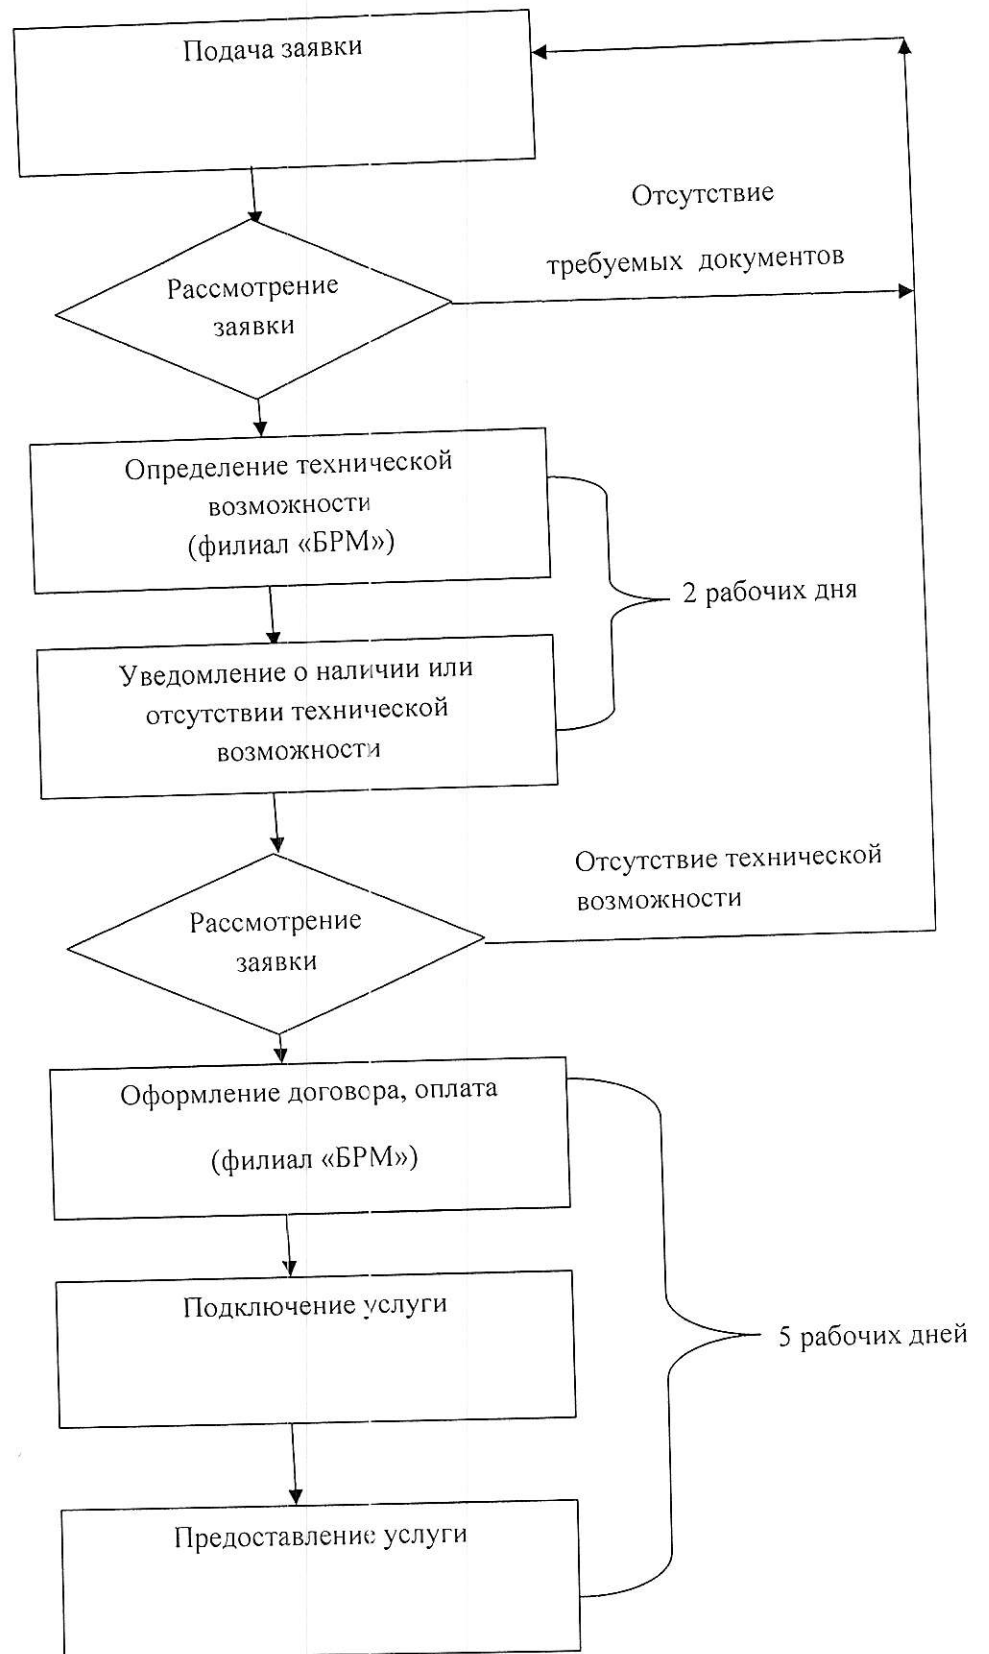 Подача заявки
Отсутствие
требуемых документов
Рассмотрение
заявки
Определение технической
возможности
(филиал «БРМ»)
2 рабочих дня
Уведомление о наличии или
отсутствии технической
возможности
Отсутствие технической
возможности
Рассмотрение
заявки
Оформление договора, оплата
(филиал «БРМ»)
Подключение услуги
5 рабочих дней
Предоставление услуги